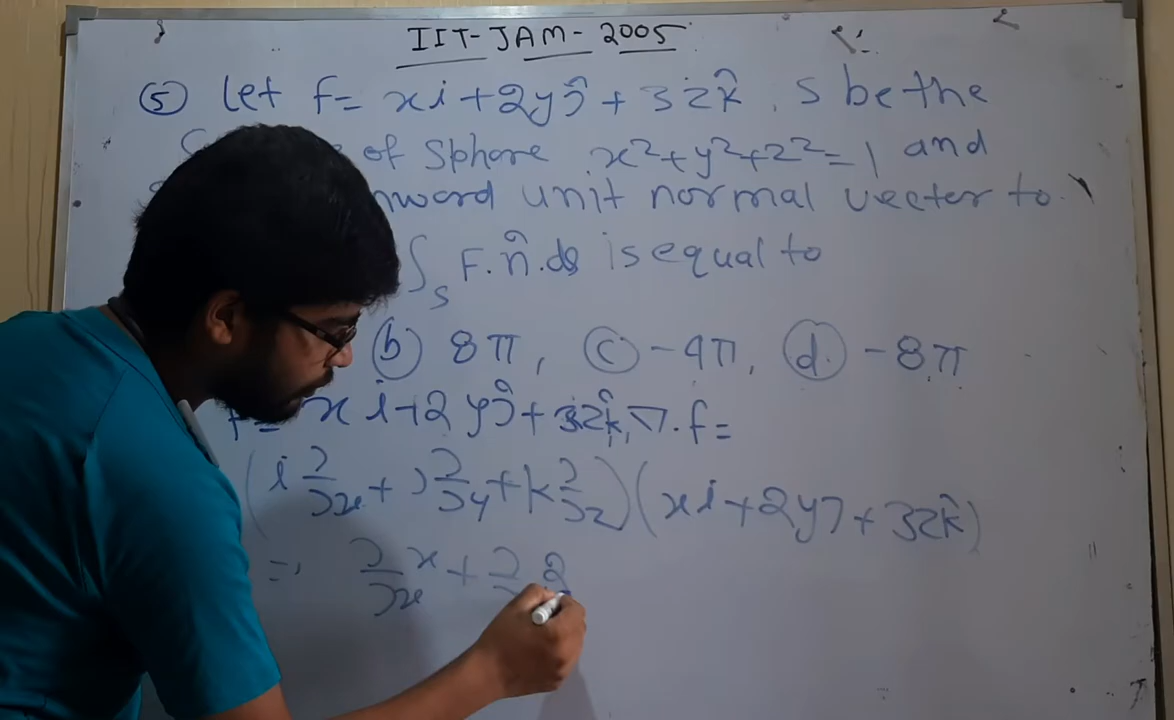 IIT-JAM-2005
⑤ Let f= xi+2yĵ+3zk̂, S be the
of Sphere x²+y²+z²=1 and
unit normal vector to
∫_S F.n̂.ds is equal to
ⓑ 8π, ⓒ -4π, ⓓ -8π
f= xi+2yĵ+3zk̂, ∇.f=
(i ∂/∂x + j ∂/∂y + k ∂/∂z)(xi+2yj+3zk̂)
=> ∂/∂x x + ∂ 2